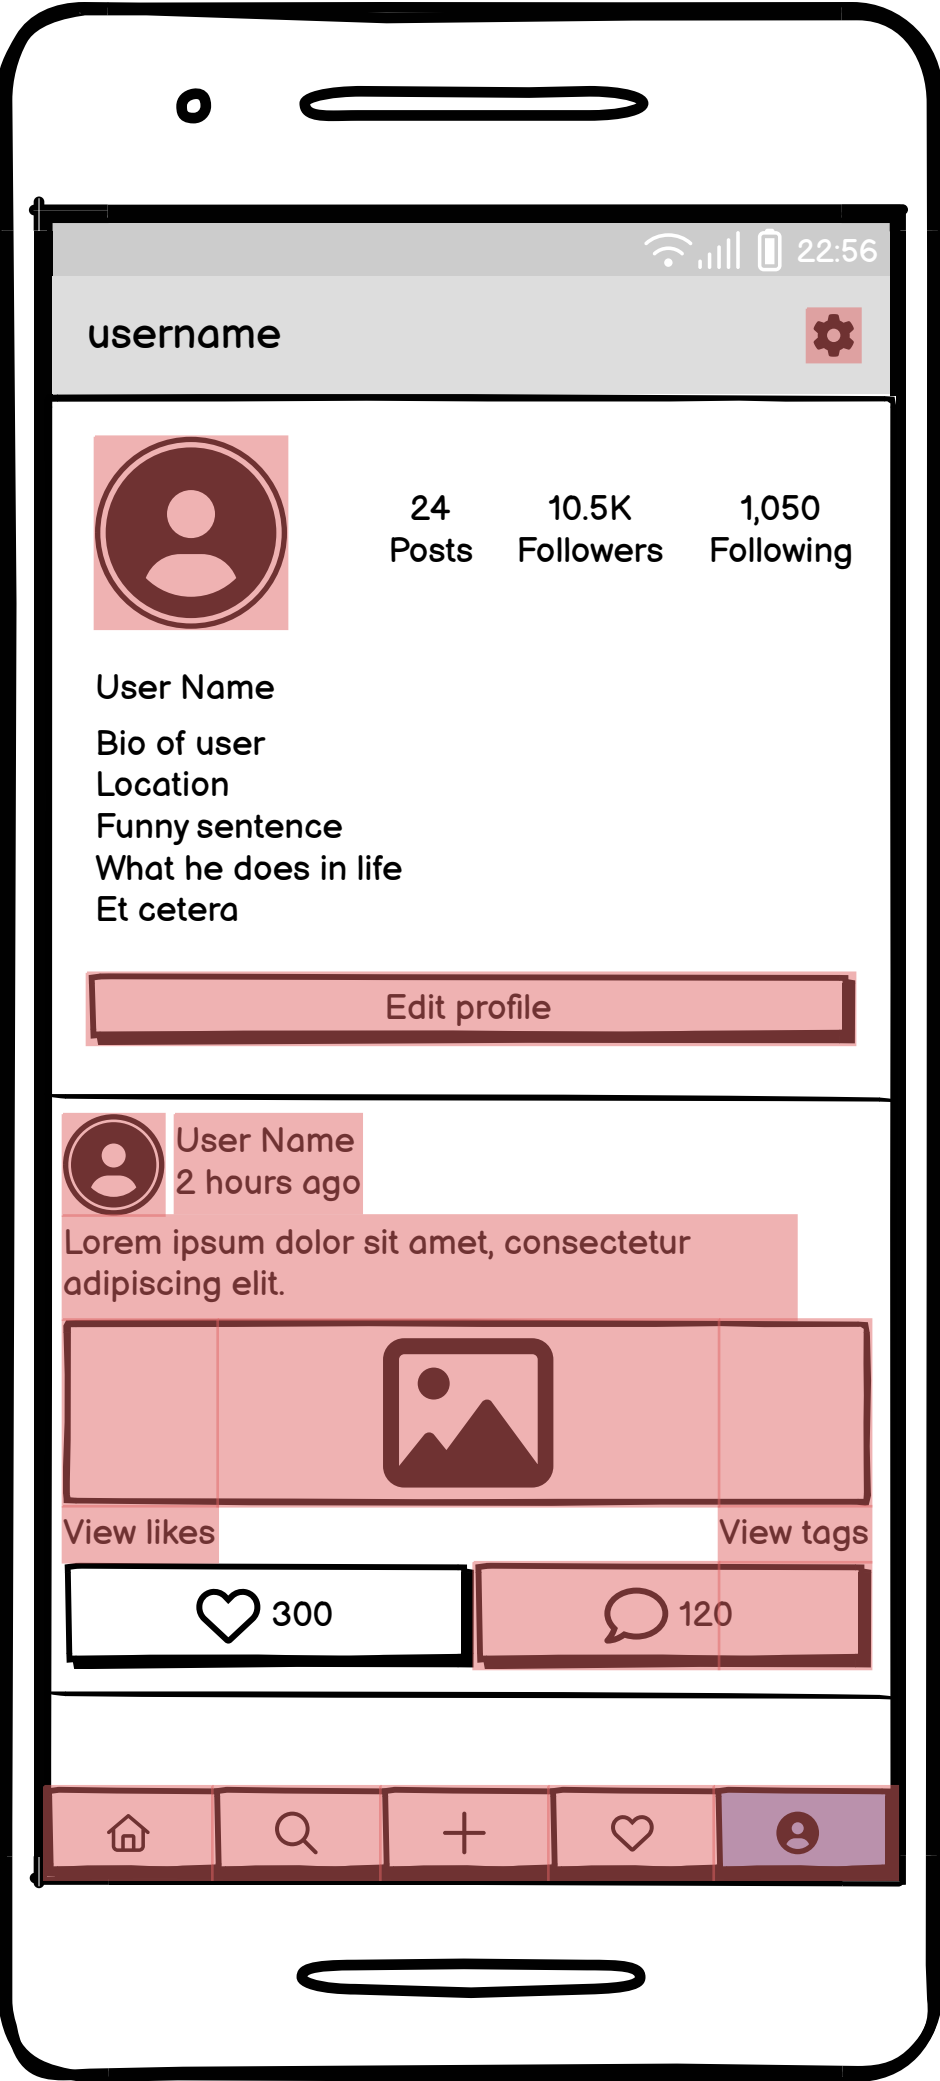 22:56
username
24 10.5K 1,050
Posts Followers Following
User Name
Bio of user
Location
Funny sentence
What he does in life
Et cetera
Edit profile
User Name
2 hours ago
Lorem ipsum dolor sit amet, consectetur
adipiscing elit.
View likes View tags
300 120